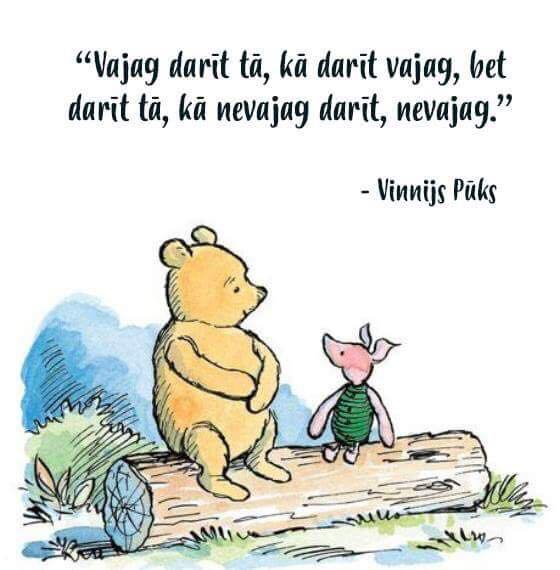 “Vajag darīt tā, kā darīt vajag, bet
darīt tā, kā nevajag darīt, nevajag.”
- Vinnijs Pūks